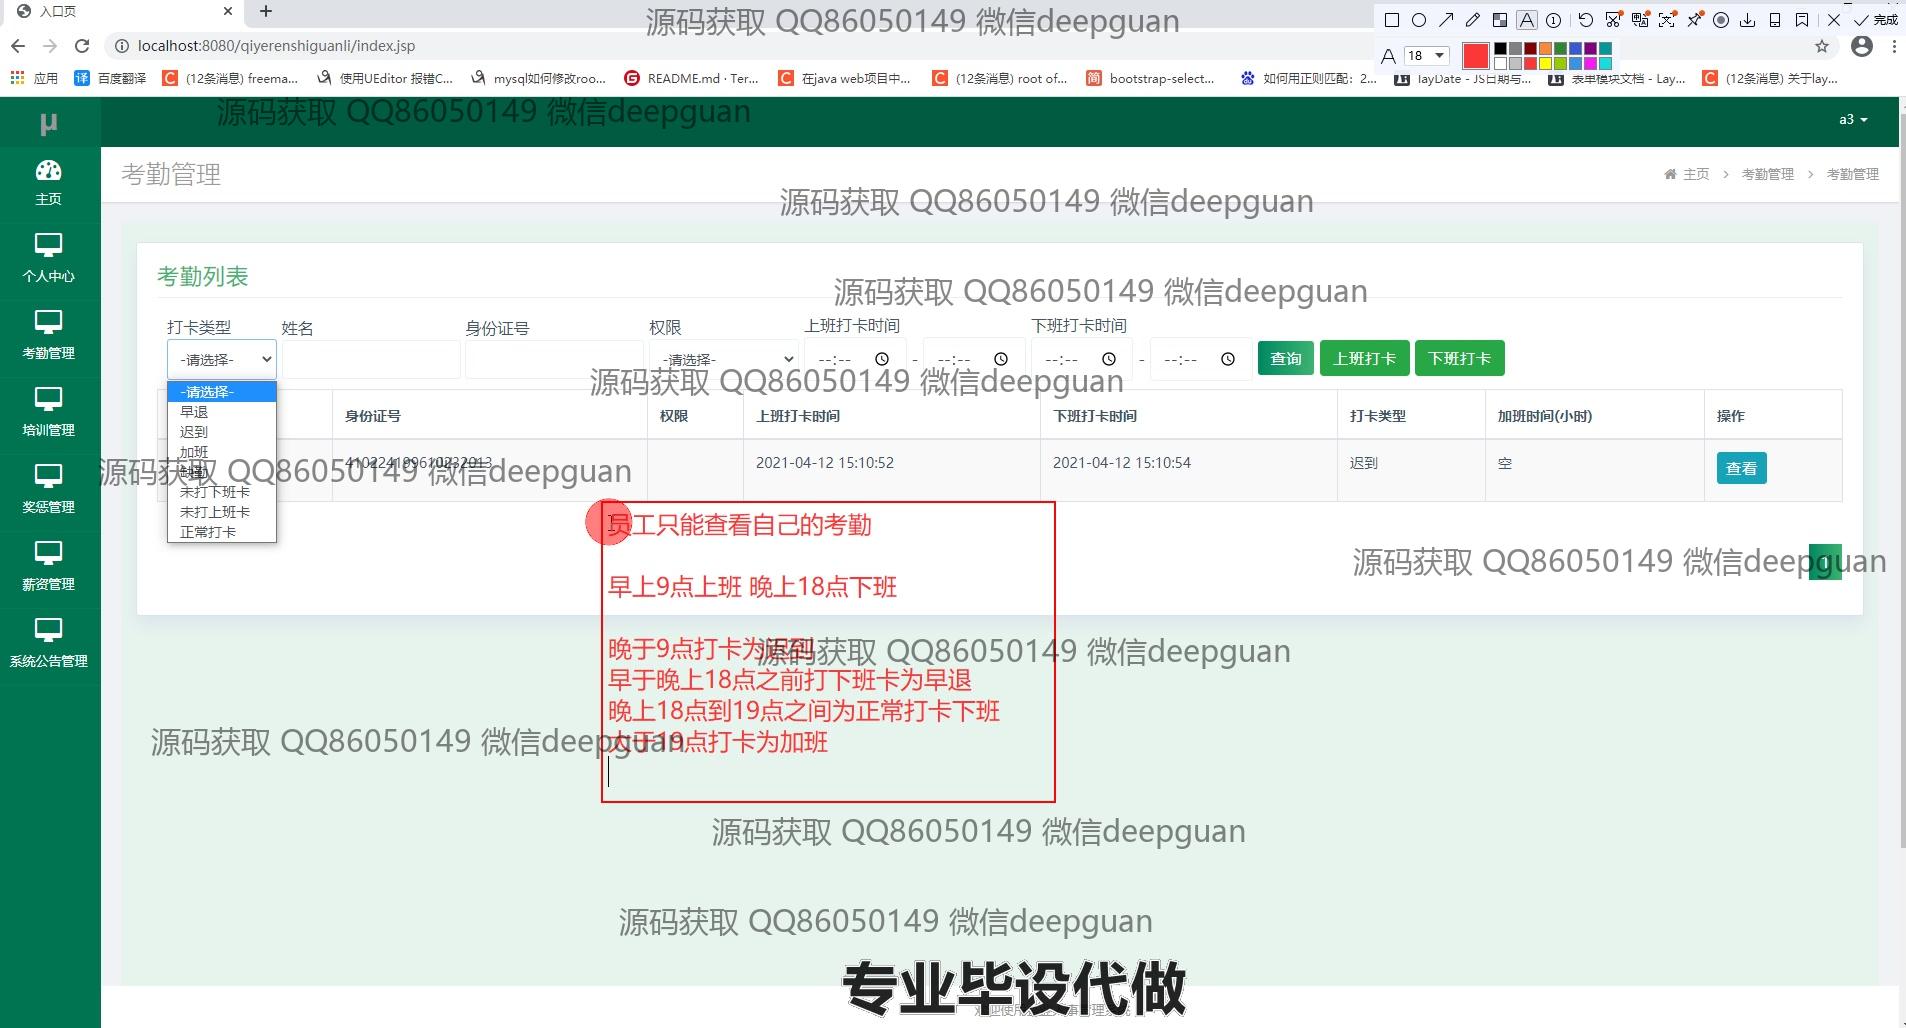 入口页
源码获取 QQ86050149 微信deepguan
完成
localhost:8080/qiyerenshiguanli/index.jsp
18
应用
百度翻译
(12条消息) freema...
使用UEditor 报错C...
mysql如何修改roo...
README.md · Ter...
在java web项目中...
(12条消息) root of...
bootstrap-select...
如何用正则匹配：2...
layDate - JS日期与...
表单模块文档 - Lay...
(12条消息) 关于lay...
源码获取 QQ86050149 微信deepguan
μ
a3
主页
考勤管理
主页 > 考勤管理 > 考勤管理
源码获取 QQ86050149 微信deepguan
个人中心
考勤列表
源码获取 QQ86050149 微信deepguan
打卡类型 姓名 身份证号 权限 上班打卡时间 下班打卡时间
考勤管理
-请选择- -请选择- --:-- - --:-- --:-- - --:-- 查询 上班打卡 下班打卡
源码获取 QQ86050149 微信deepguan
-请选择-
早退
迟到
加班
缺勤
未打下班卡
未打上班卡
正常打卡
身份证号 权限 上班打卡时间 下班打卡时间 打卡类型 加班时间(小时) 操作
培训管理
410224199610232013 2021-04-12 15:10:52 2021-04-12 15:10:54 迟到 空 查看
源码获取 QQ86050149 微信deepguan
奖惩管理
员工只能查看自己的考勤
源码获取 QQ86050149 微信deepguan
薪资管理
早上9点上班 晚上18点下班
系统公告管理
晚于9点打卡为迟到
源码获取 QQ86050149 微信deepguan
早于晚上18点之前打下班卡为早退
晚上18点到19点之间为正常打卡下班
大于19点打卡为加班
源码获取 QQ86050149 微信deepguan
源码获取 QQ86050149 微信deepguan
源码获取 QQ86050149 微信deepguan
专业毕设代做